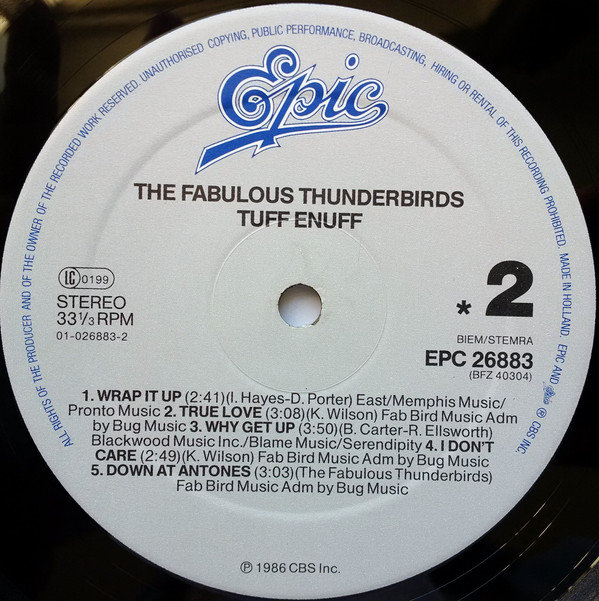 ALL RIGHTS OF THE PRODUCER AND OF THE OWNER OF THE RECORDED WORK RESERVED. UNAUTHORISED COPYING, PUBLIC PERFORMANCE, BROADCASTING, HIRING OR RENTAL OF THIS RECORDING PROHIBITED. MADE IN HOLLAND. EPIC AND ℗ CBS INC.
Epic
THE FABULOUS THUNDERBIRDS
TUFF ENUFF
LC 0199
STEREO
33 1/3 RPM
01-026883-2
* 2
BIEM/STEMRA
EPC 26883
(BFZ 40304)
1. WRAP IT UP (2:41)(I. Hayes-D. Porter) East/Memphis Music/
Pronto Music 2. TRUE LOVE (3:08)(K. Wilson) Fab Bird Music Adm
by Bug Music 3. WHY GET UP (3:50)(B. Carter-R. Ellsworth)
Blackwood Music Inc./Blame Music/Serendipity 4. I DON'T
CARE (2:49)(K. Wilson) Fab Bird Music Adm by Bug Music
5. DOWN AT ANTONES (3:03)(The Fabulous Thunderbirds)
Fab Bird Music Adm by Bug Music
℗ 1986 CBS Inc.